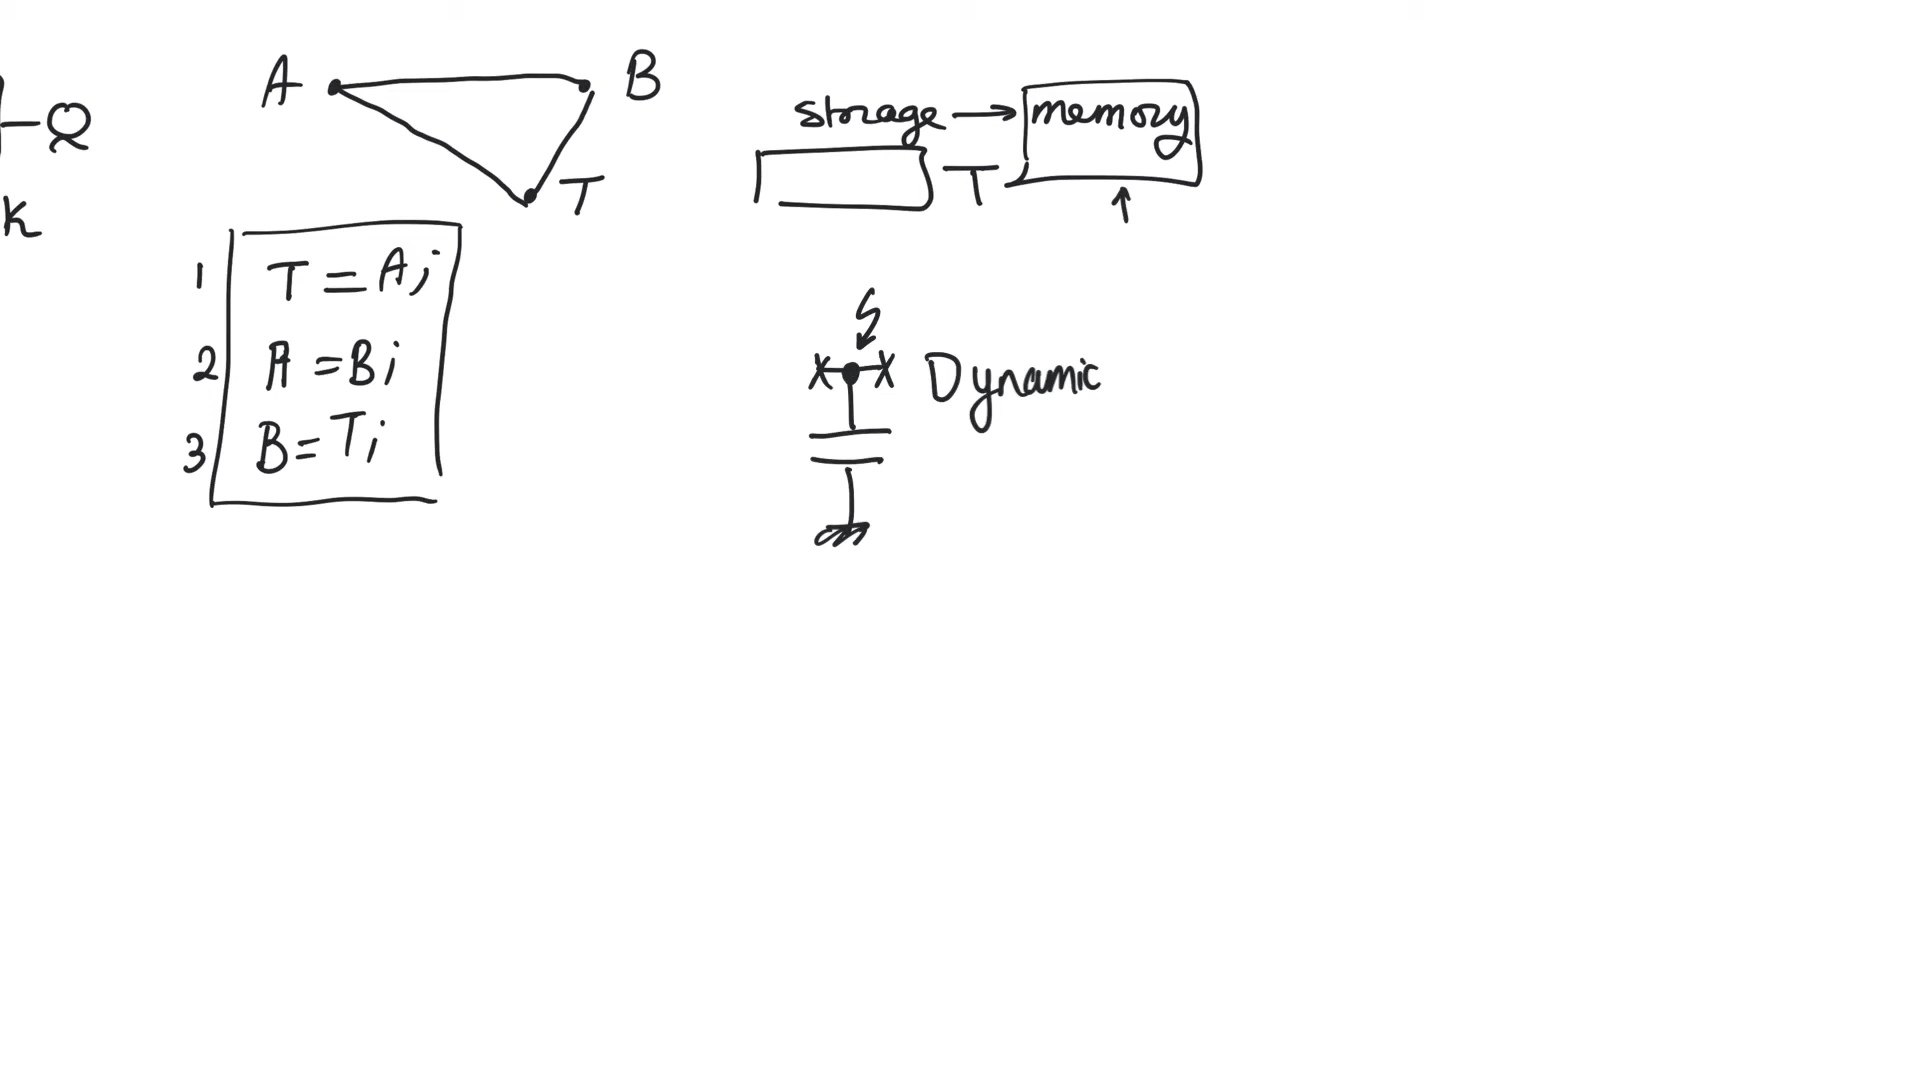 Q
k
A B
T
1 T = A;
2 A = B;
3 B = T;
storage → memory
T
Dynamic